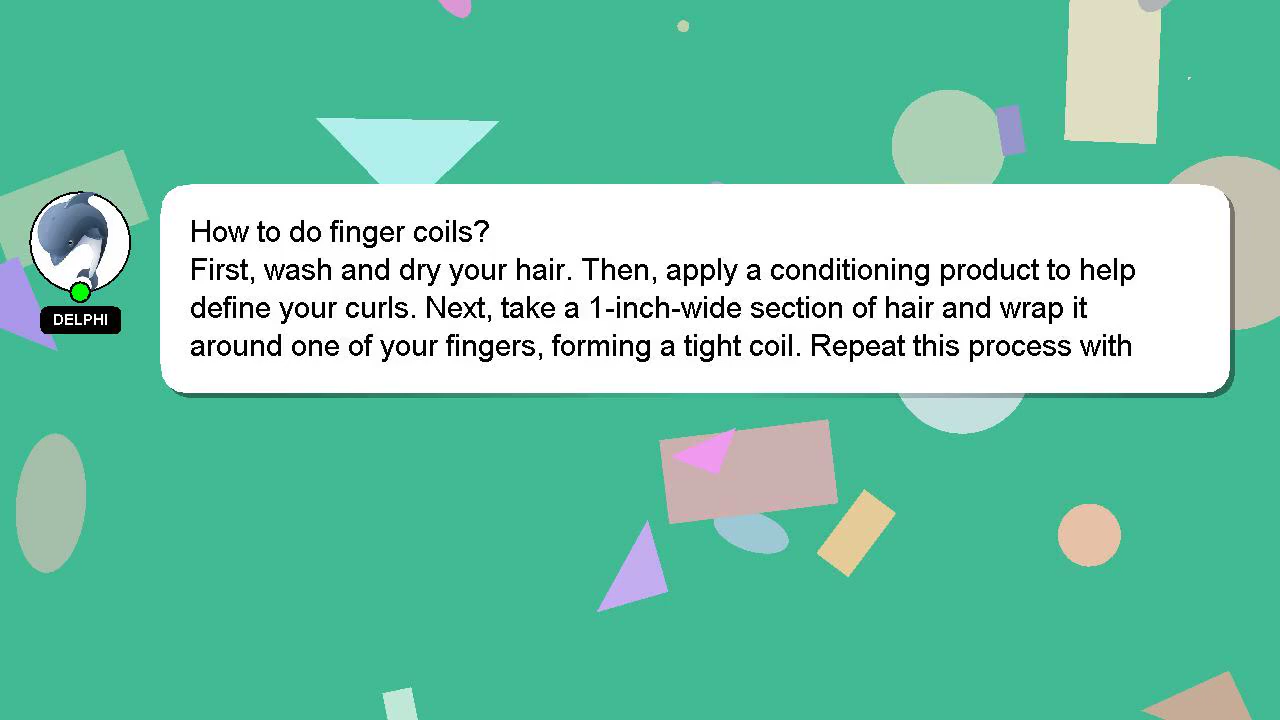 How to do finger coils?
First, wash and dry your hair. Then, apply a conditioning product to help
define your curls. Next, take a 1-inch-wide section of hair and wrap it
around one of your fingers, forming a tight coil. Repeat this process with
DELPHI